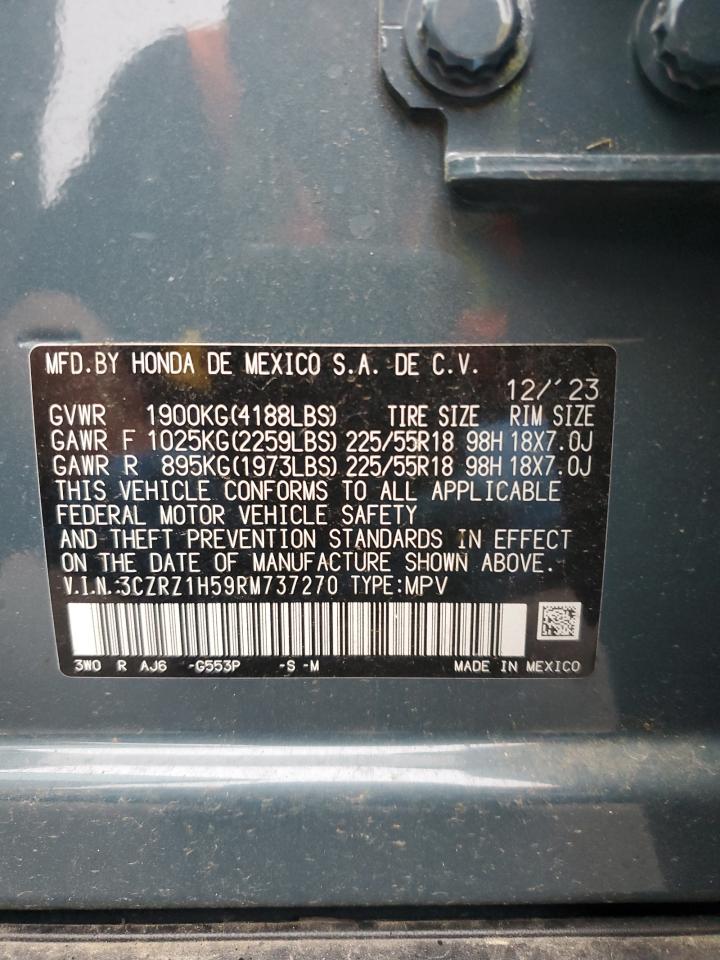 MFD.BY HONDA DE MEXICO S.A. DE C.V.
12/'23
GVWR 1900KG(4188LBS) TIRE SIZE RIM SIZE
GAWR F 1025KG(2259LBS) 225/55R18 98H 18X7.0J
GAWR R 895KG(1973LBS) 225/55R18 98H 18X7.0J
THIS VEHICLE CONFORMS TO ALL APPLICABLE
FEDERAL MOTOR VEHICLE SAFETY
AND THEFT PREVENTION STANDARDS IN EFFECT
ON THE DATE OF MANUFACTURE SHOWN ABOVE.
V.I.N.:3CZRZ1H59RM737270 TYPE:MPV
3WO R AJ6 -G553P -S -M MADE IN MEXICO